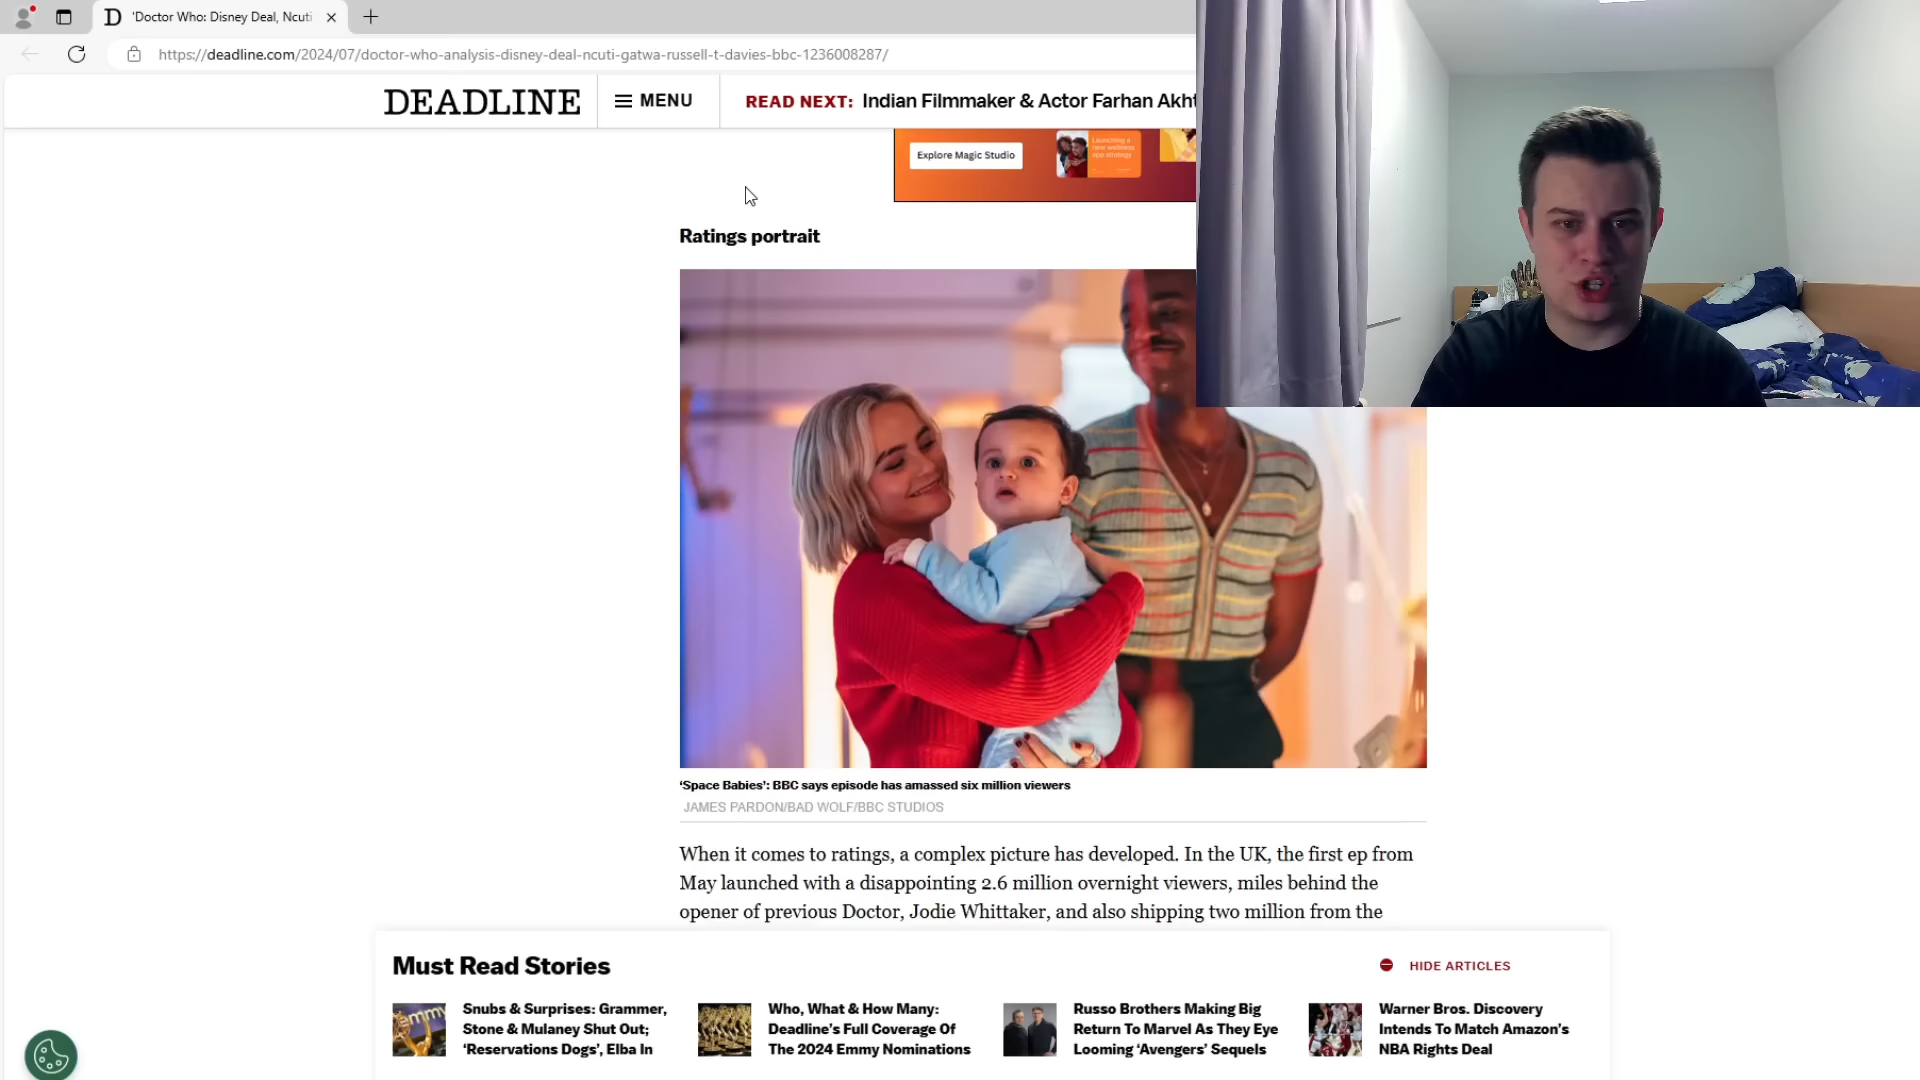 'Doctor Who: Disney Deal, Ncuti
https://deadline.com/2024/07/doctor-who-analysis-disney-deal-ncuti-gatwa-russell-t-davies-bbc-1236008287/
DEADLINE
MENU
READ NEXT: Indian Filmmaker & Actor Farhan Akht
Explore Magic Studio
Launching a
new wellness
app strategy
Ratings portrait
‘Space Babies’: BBC says episode has amassed six million viewers
JAMES PARDON/BAD WOLF/BBC STUDIOS
When it comes to ratings, a complex picture has developed. In the UK, the first ep from
May launched with a disappointing 2.6 million overnight viewers, miles behind the
opener of previous Doctor, Jodie Whittaker, and also shipping two million from the
Must Read Stories
HIDE ARTICLES
Snubs & Surprises: Grammer,
Stone & Mulaney Shut Out;
‘Reservations Dogs’, Elba In
Who, What & How Many:
Deadline’s Full Coverage Of
The 2024 Emmy Nominations
Russo Brothers Making Big
Return To Marvel As They Eye
Looming ‘Avengers’ Sequels
Warner Bros. Discovery
Intends To Match Amazon’s
NBA Rights Deal